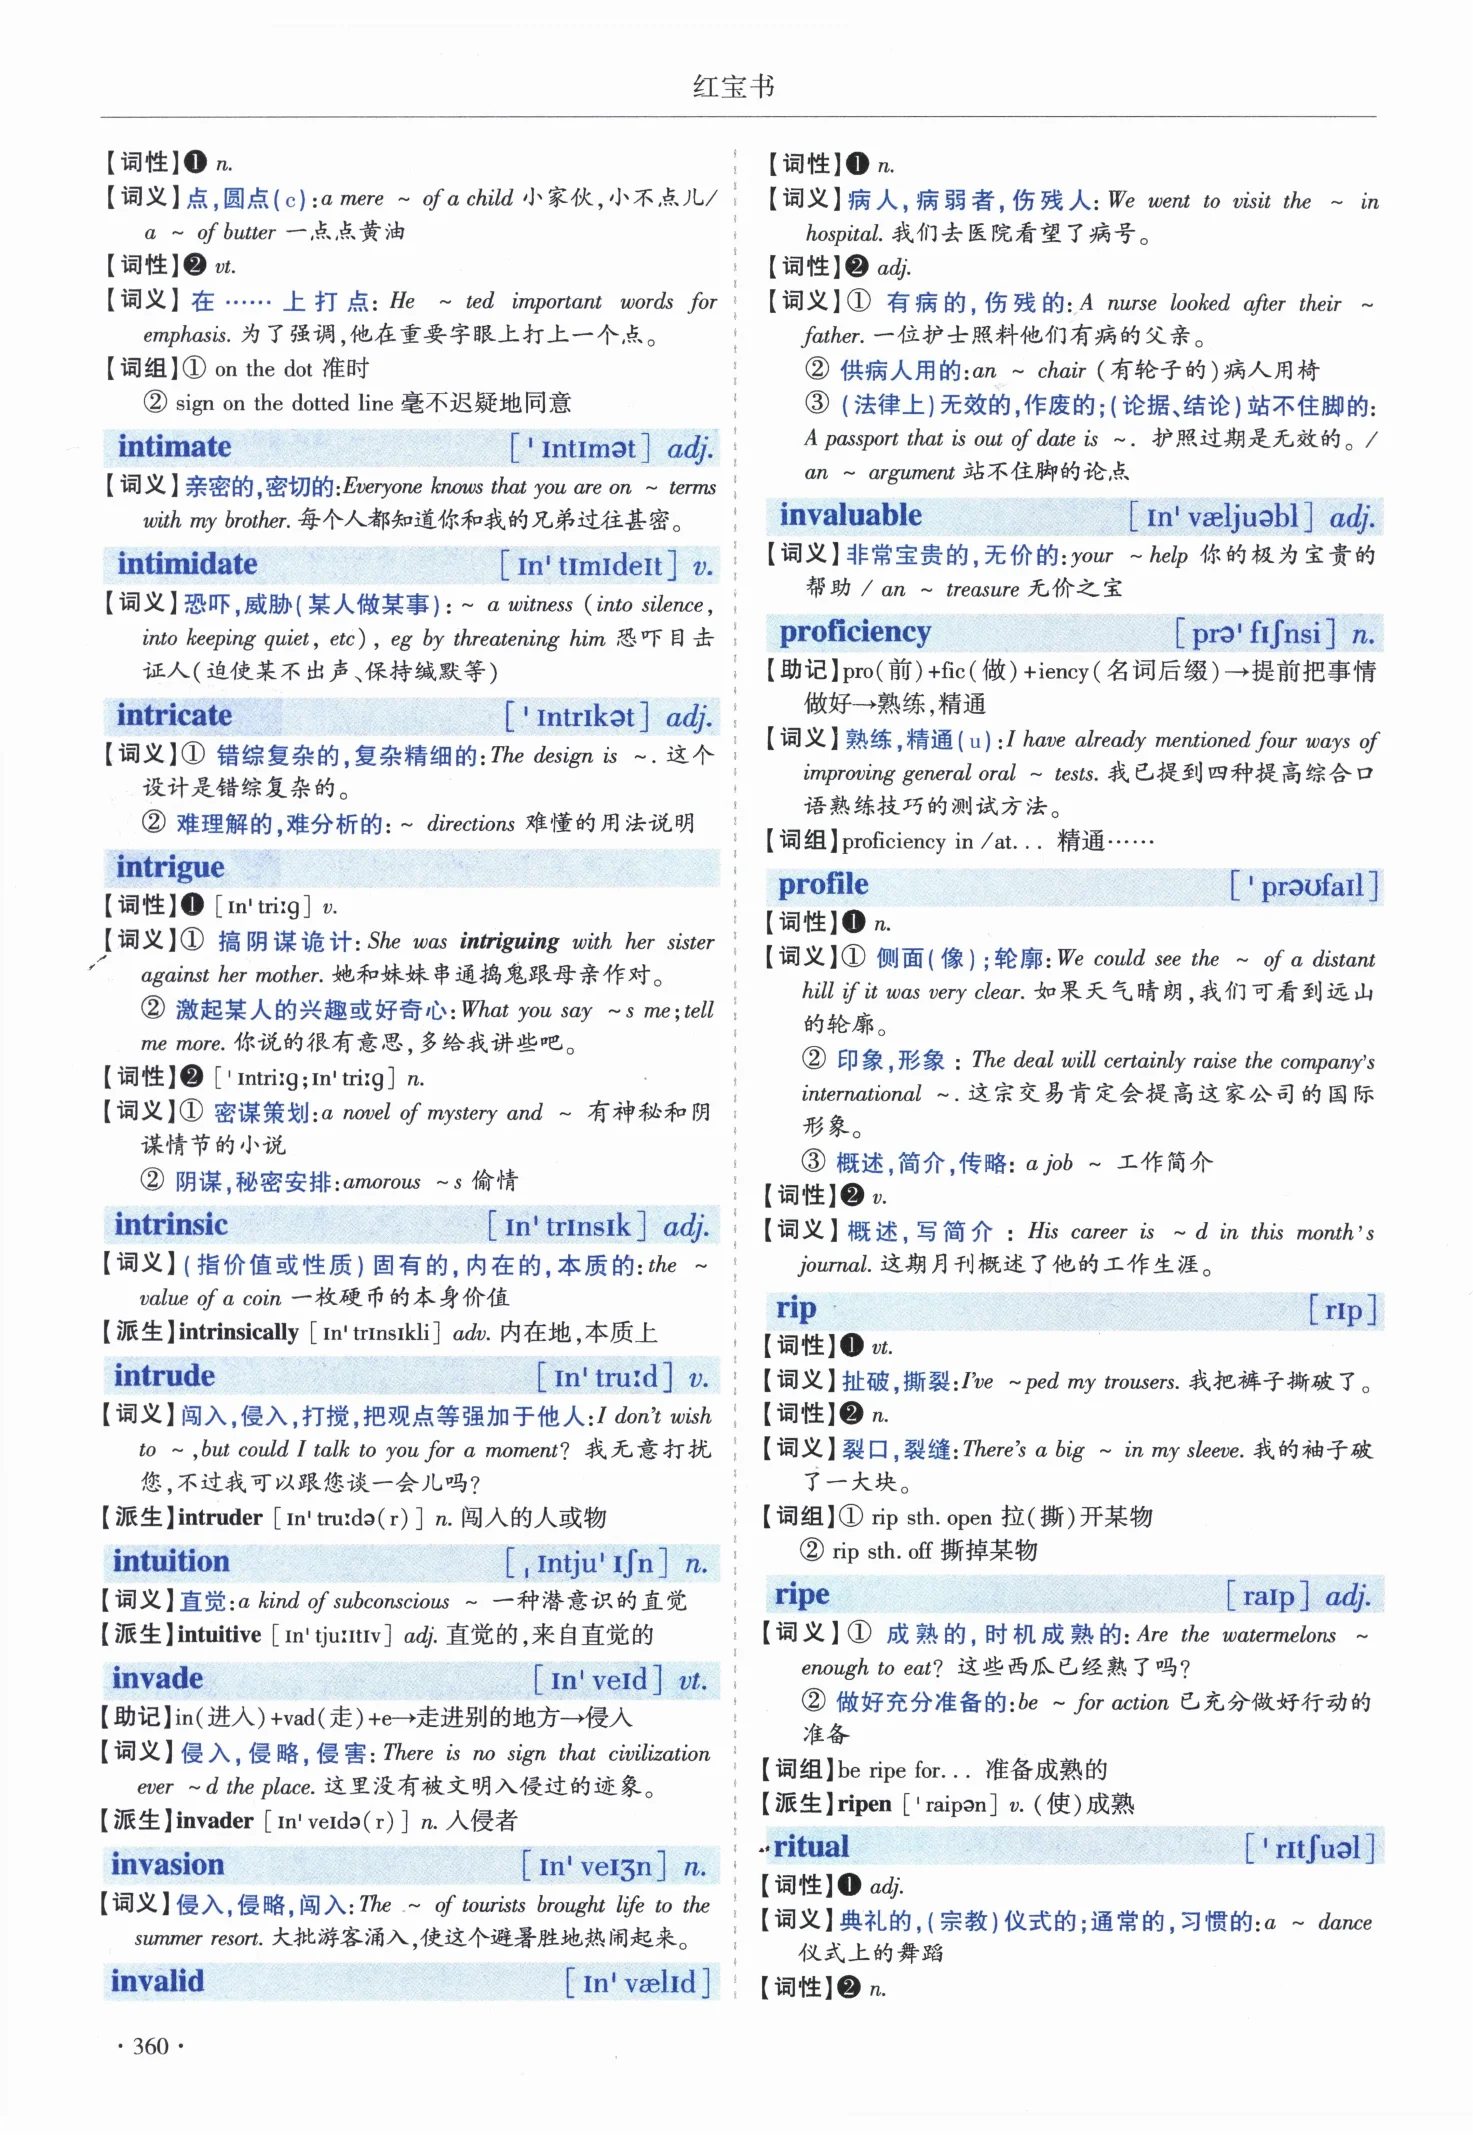 红宝书
【词性】❶ n.
【词义】点,圆点(c):a mere ~ of a child 小家伙,小不点儿/
a ~ of butter 一点点黄油
【词性】❷ vt.
【词义】在……上打点: He ~ ted important words for
emphasis. 为了强调,他在重要字眼上打上一个点。
【词组】① on the dot 准时
② sign on the dotted line 毫不迟疑地同意
intimate [ˈɪntɪmət] adj.
【词义】亲密的,密切的:Everyone knows that you are on ~ terms
with my brother. 每个人都知道你和我的兄弟过往甚密。
intimidate [ɪnˈtɪmɪdeɪt] v.
【词义】恐吓,威胁(某人做某事): ~ a witness (into silence,
into keeping quiet, etc), eg by threatening him 恐吓目击
证人(迫使某不出声、保持缄默等)
intricate [ˈɪntrɪkət] adj.
【词义】① 错综复杂的,复杂精细的:The design is ~. 这个
设计是错综复杂的。
② 难理解的,难分析的: ~ directions 难懂的用法说明
intrigue
【词性】❶ [ɪnˈtriːg] v.
【词义】① 搞阴谋诡计: She was intriguing with her sister
against her mother. 她和妹妹串通捣鬼跟母亲作对。
② 激起某人的兴趣或好奇心:What you say ~s me;tell
me more. 你说的很有意思,多给我讲些吧。
【词性】❷ [ˈɪntriːg;ɪnˈtriːg] n.
【词义】① 密谋策划:a novel of mystery and ~ 有神秘和阴
谋情节的小说
② 阴谋,秘密安排:amorous ~s 偷情
intrinsic [ɪnˈtrɪnsɪk] adj.
【词义】(指价值或性质)固有的,内在的,本质的:the ~
value of a coin 一枚硬币的本身价值
【派生】intrinsically [ɪnˈtrɪnsɪkli] adv. 内在地,本质上
intrude [ɪnˈtruːd] v.
【词义】闯入,侵入,打搅,把观点等强加于他人:I don't wish
to ~ ,but could I talk to you for a moment? 我无意打扰
您,不过我可以跟您谈一会儿吗?
【派生】intruder [ɪnˈtruːdə(r)] n. 闯入的人或物
intuition [ˌɪntjuˈɪʃn] n.
【词义】直觉:a kind of subconscious ~ 一种潜意识的直觉
【派生】intuitive [ɪnˈtjuːɪtɪv] adj. 直觉的,来自直觉的
invade [ɪnˈveɪd] vt.
【助记】in(进入)+vad(走)+e→走进别的地方→侵入
【词义】侵入,侵略,侵害: There is no sign that civilization
ever ~d the place. 这里没有被文明入侵过的迹象。
【派生】invader [ɪnˈveɪdə(r)] n. 入侵者
invasion [ɪnˈveɪʒn] n.
【词义】侵入,侵略,闯入: The ~ of tourists brought life to the
summer resort. 大批游客涌入,使这个避暑胜地热闹起来。
invalid [ɪnˈvælɪd]
·360·
【词性】❶ n.
【词义】病人,病弱者,伤残人: We went to visit the ~ in
hospital. 我们去医院看望了病号。
【词性】❷ adj.
【词义】① 有病的,伤残的: A nurse looked after their ~
father. 一位护士照料他们有病的父亲。
② 供病人用的:an ~ chair (有轮子的)病人用椅
③ (法律上)无效的,作废的;(论据、结论)站不住脚的:
A passport that is out of date is ~. 护照过期是无效的。/
an ~ argument 站不住脚的论点
invaluable [ɪnˈvæljuəbl] adj.
【词义】非常宝贵的,无价的:your ~help 你的极为宝贵的
帮助 / an ~ treasure 无价之宝
proficiency [prəˈfɪʃnsi] n.
【助记】pro(前)+fic(做)+iency(名词后缀)→提前把事情
做好→熟练,精通
【词义】熟练,精通(u):I have already mentioned four ways of
improving general oral ~ tests. 我已提到四种提高综合口
语熟练技巧的测试方法。
【词组】proficiency in /at... 精通……
profile [ˈprəʊfaɪl]
【词性】❶ n.
【词义】① 侧面(像);轮廓: We could see the ~ of a distant
hill if it was very clear. 如果天气晴朗,我们可看到远山
的轮廓。
② 印象,形象 : The deal will certainly raise the company's
international ~. 这宗交易肯定会提高这家公司的国际
形象。
③ 概述,简介,传略: a job ~ 工作简介
【词性】❷ v.
【词义】概述,写简介 : His career is ~d in this month's
journal. 这期月刊概述了他的工作生涯。
rip [rɪp]
【词性】❶ vt.
【词义】扯破,撕裂:I've ~ped my trousers. 我把裤子撕破了。
【词性】❷ n.
【词义】裂口,裂缝: There's a big ~ in my sleeve. 我的袖子破
了一大块。
【词组】① rip sth. open 拉(撕)开某物
② rip sth. off 撕掉某物
ripe [raɪp] adj.
【词义】① 成熟的,时机成熟的: Are the watermelons ~
enough to eat? 这些西瓜已经熟了吗?
② 做好充分准备的:be ~ for action 已充分做好行动的
准备
【词组】be ripe for... 准备成熟的
【派生】ripen [ˈraɪpən] v. (使)成熟
ritual [ˈrɪtʃuəl]
【词性】❶ adj.
【词义】典礼的,(宗教)仪式的;通常的,习惯的:a ~ dance
仪式上的舞蹈
【词性】❷ n.